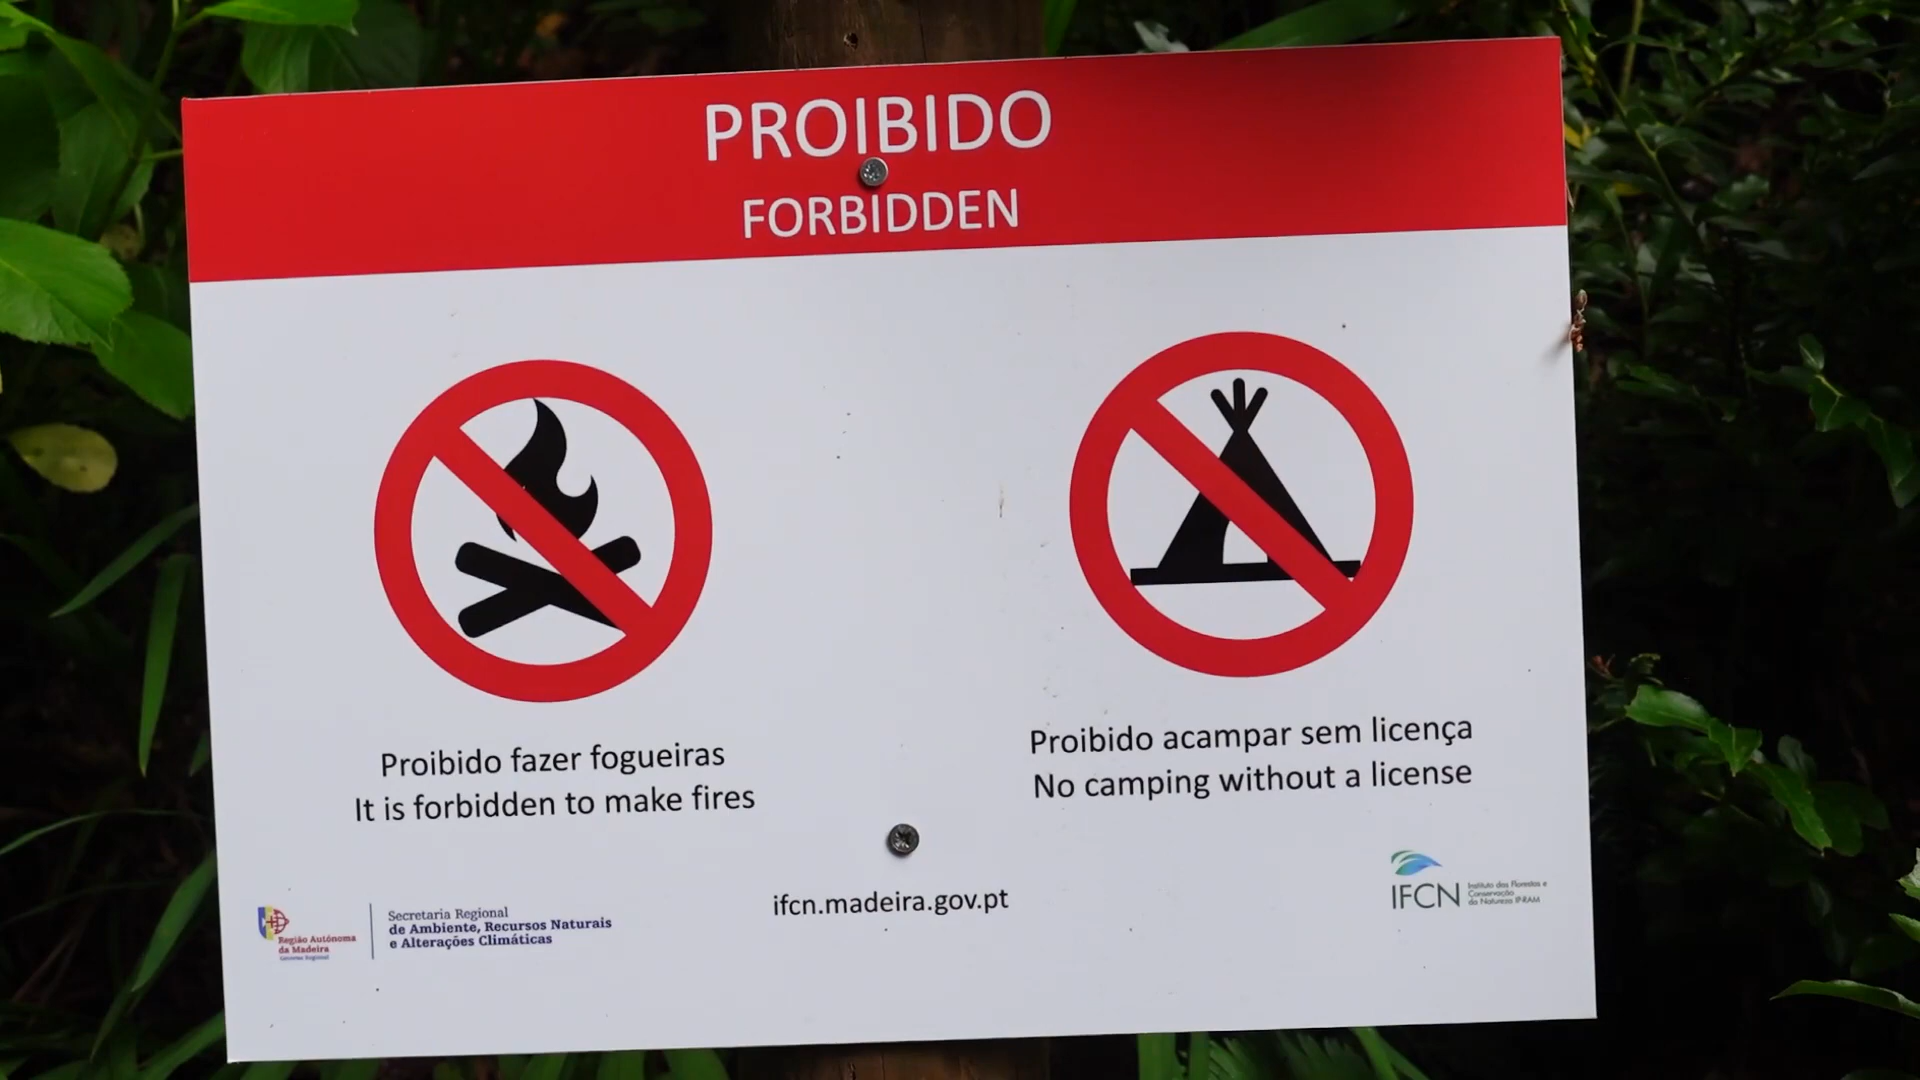 PROIBIDO
FORBIDDEN
Proibido fazer fogueiras
It is forbidden to make fires
Proibido acampar sem licença
No camping without a license
Região Autónoma
da Madeira
Governo Regional
Secretaria Regional
de Ambiente, Recursos Naturais
e Alterações Climáticas
ifcn.madeira.gov.pt
IFCN
Instituto das Florestas e
Conservação
da Natureza IP-RAM